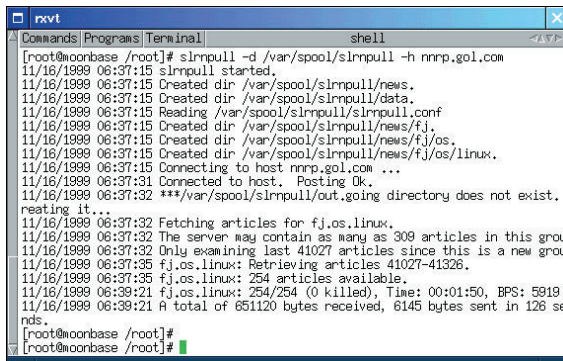 rxvt
Commands Programs Terminal shell
[root@moonbase /root]# slrnpull -d /var/spool/slrnpull -h nnrp.gol.com
11/16/1999 06:37:15 slrnpull started.
11/16/1999 06:37:15 Created dir /var/spool/slrnpull/news.
11/16/1999 06:37:15 Created dir /var/spool/slrnpull/data.
11/16/1999 06:37:15 Reading /var/spool/slrnpull/slrnpull.conf
11/16/1999 06:37:15 Created dir /var/spool/slrnpull/news/fj.
11/16/1999 06:37:15 Created dir /var/spool/slrnpull/news/fj/os.
11/16/1999 06:37:15 Created dir /var/spool/slrnpull/news/fj/os/linux.
11/16/1999 06:37:15 Connecting to host nnrp.gol.com ...
11/16/1999 06:37:31 Connected to host.  Posting Ok.
11/16/1999 06:37:32 ***/var/spool/slrnpull/out.going directory does not exist.
reating it...
11/16/1999 06:37:32 Fetching articles for fj.os.linux.
11/16/1999 06:37:32 The server may contain as many as 309 articles in this grou
11/16/1999 06:37:32 Only examining last 41027 articles since this is a new grou
11/16/1999 06:37:35 fj.os.linux: Retrieving articles 41027-41326.
11/16/1999 06:37:35 fj.os.linux: 254 articles available.
11/16/1999 06:39:21 fj.os.linux: 254/254 (0 killed), Time: 00:01:50, BPS: 5919
11/16/1999 06:39:21 A total of 651120 bytes received, 6145 bytes sent in 126 se
nds.
[root@moonbase /root]#
[root@moonbase /root]#